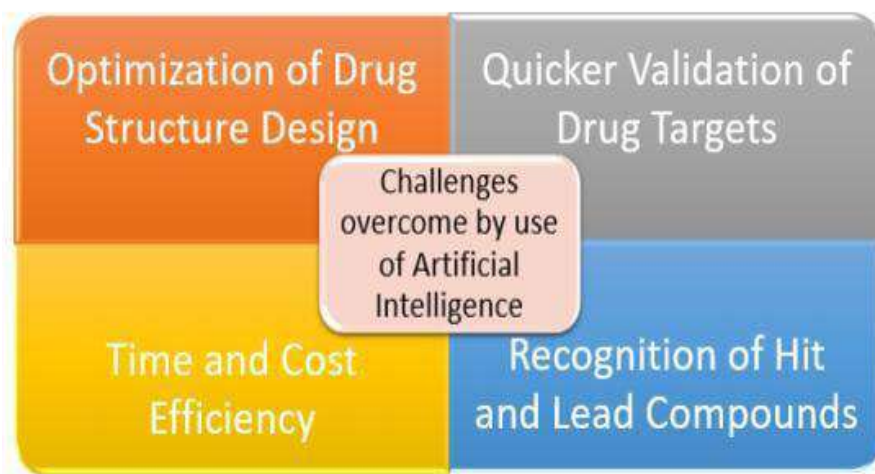 Optimization of Drug
Structure Design
Quicker Validation of
Drug Targets
Challenges
overcome by use
of Artificial
Intelligence
Time and Cost
Efficiency
Recognition of Hit
and Lead Compounds